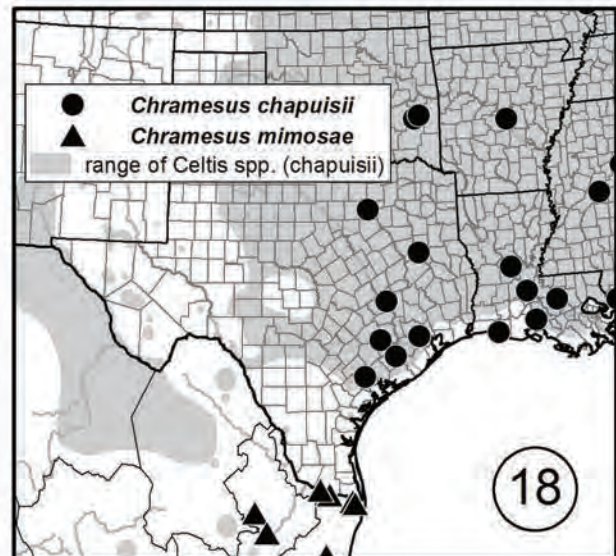 Chramesus chapuisii
Chramesus mimosae
range of Celtis spp. (chapuisii)
18